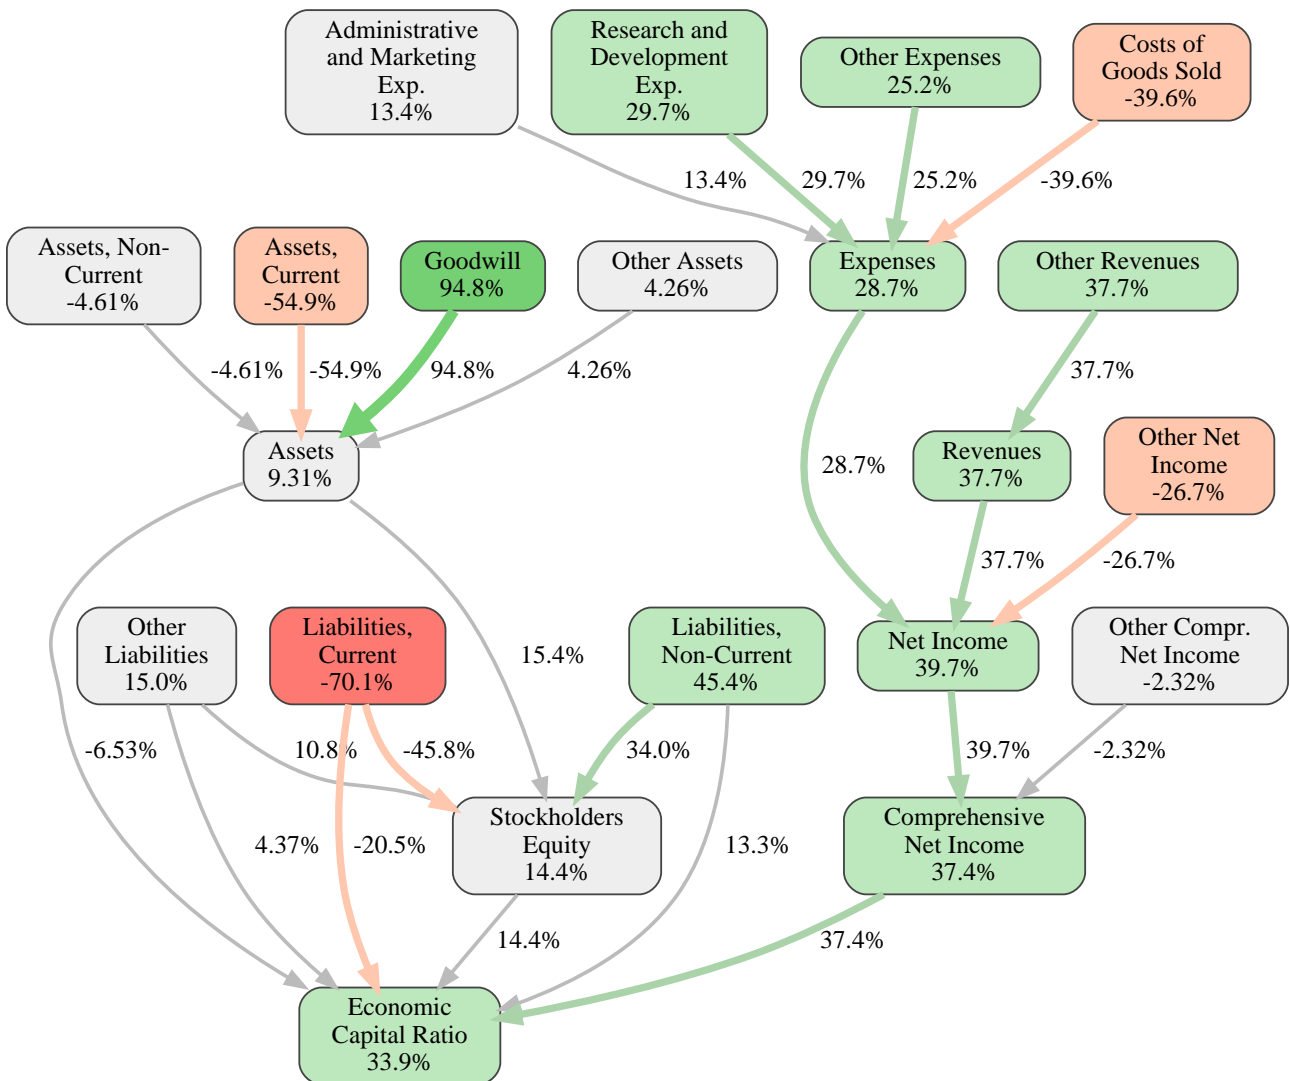 Administrative
and Marketing
Exp.
13.4%
Research and
Development
Exp.
29.7%
Other Expenses
25.2%
Costs of
Goods Sold
-39.6%
13.4%
29.7%
25.2%
-39.6%
Assets, Non-
Current
-4.61%
Assets,
Current
-54.9%
Goodwill
94.8%
Other Assets
4.26%
Expenses
28.7%
Other Revenues
37.7%
-4.61%
-54.9%
94.8%
4.26%
37.7%
Assets
9.31%
28.7%
Revenues
37.7%
Other Net
Income
-26.7%
37.7%
-26.7%
Other
Liabilities
15.0%
Liabilities,
Current
-70.1%
15.4%
Liabilities,
Non-Current
45.4%
Net Income
39.7%
Other Compr.
Net Income
-2.32%
-6.53%
10.8%
-45.8%
34.0%
39.7%
-2.32%
4.37%
-20.5%
Stockholders
Equity
14.4%
13.3%
Comprehensive
Net Income
37.4%
14.4%
37.4%
Economic
Capital Ratio
33.9%